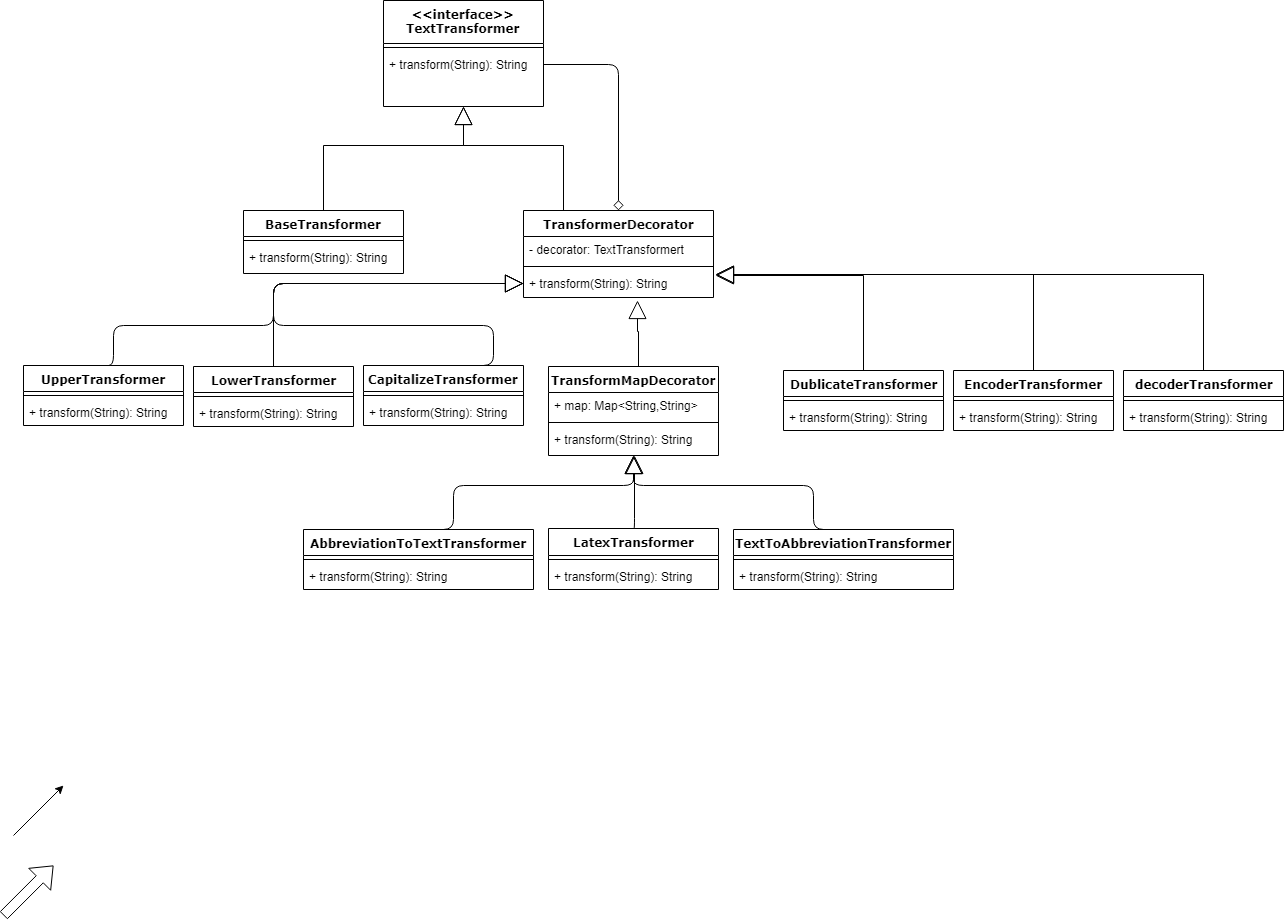 <<interface>>
TextTransformer
+ transform(String): String
BaseTransformer
+ transform(String): String
TransformerDecorator
- decorator: TextTransformert
+ transform(String): String
UpperTransformer
+ transform(String): String
LowerTransformer
+ transform(String): String
CapitalizeTransformer
+ transform(String): String
TransformMapDecorator
+ map: Map<String,String>
+ transform(String): String
DublicateTransformer
+ transform(String): String
EncoderTransformer
+ transform(String): String
decoderTransformer
+ transform(String): String
AbbreviationToTextTransformer
+ transform(String): String
LatexTransformer
+ transform(String): String
TextToAbbreviationTransformer
+ transform(String): String